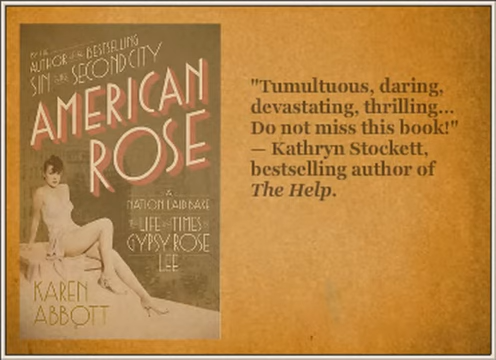 BY THE AUTHOR OF THE BESTSELLING
SIN IN THE SECOND CITY
AMERICAN
ROSE
A
NATION LAID BARE
THE LIFE AND TIMES OF
GYPSY ROSE
LEE
KAREN
ABBOTT
"Tumultuous, daring,
devastating, thrilling...
Do not miss this book!"
— Kathryn Stockett,
bestselling author of
The Help.